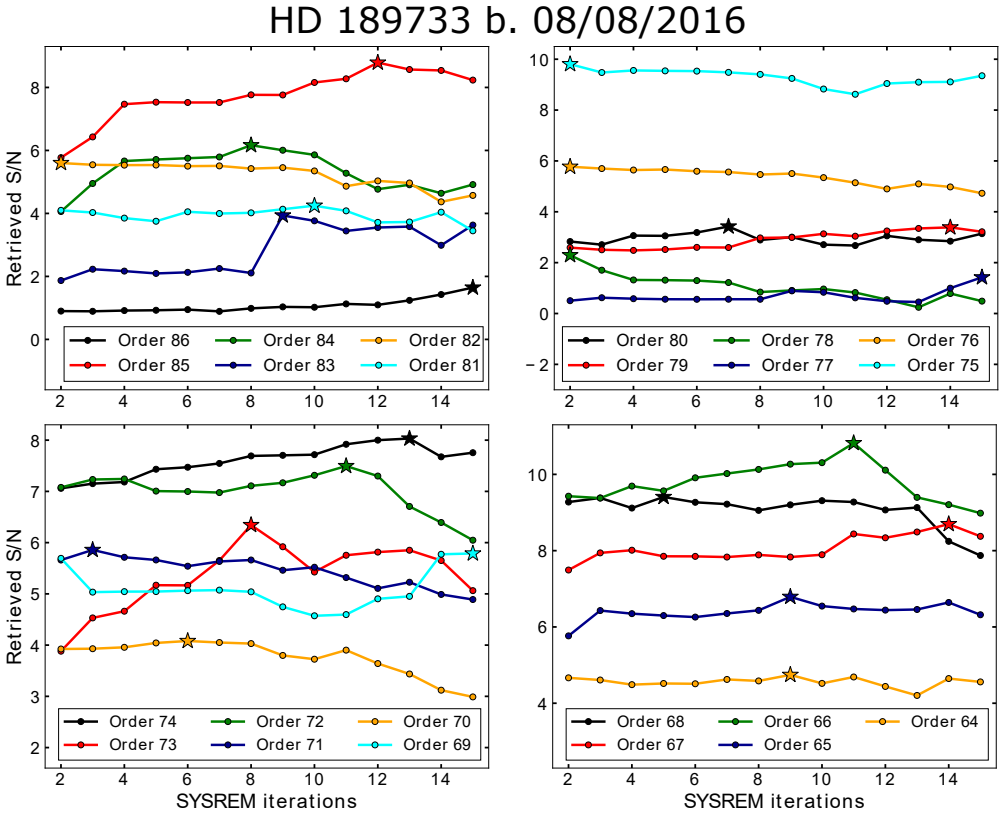 HD 189733 b. 08/08/2016
Retrieved S/N
8
6
4
2
0
Order 86 Order 84 Order 82
Order 85 Order 83 Order 81
2 4 6 8 10 12 14
10
8
6
4
2
0
−2
Order 80 Order 78 Order 76
Order 79 Order 77 Order 75
2 4 6 8 10 12 14
Retrieved S/N
8
7
6
5
4
3
2
Order 74 Order 72 Order 70
Order 73 Order 71 Order 69
2 4 6 8 10 12 14
SYSREM iterations
10
8
6
4
Order 68 Order 66 Order 64
Order 67 Order 65
2 4 6 8 10 12 14
SYSREM iterations